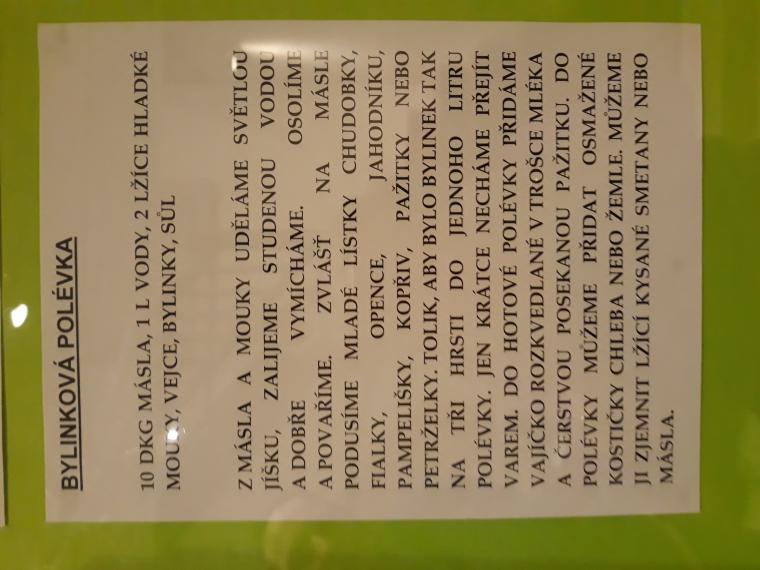 BYLINKOVÁ POLÉVKA
10 DKG MÁSLA, 1 L VODY, 2 LŽÍCE HLADKÉ
MOUKY, VEJCE, BYLINKY, SŮL
Z MÁSLA A MOUKY UDĚLÁME SVĚTLOU
JÍŠKU, ZALIJEME STUDENOU VODOU
A DOBŘE VYMÍCHÁME. OSOLÍME
A POVAŘÍME. ZVLÁŠŤ NA MÁSLE
PODUSÍME MLADÉ LÍSTKY CHUDOBKY,
FIALKY, OPENCE, JAHODNÍKU,
PAMPELIŠKY, KOPŘIV, PAŽITKY NEBO
PETRŽELKY. TOLIK, ABY BYLO BYLINEK TAK
NA TŘI HRSTI DO JEDNOHO LITRU
POLÉVKY. JEN KRÁTCE NECHÁME PŘEJÍT
VAREM. DO HOTOVÉ POLÉVKY PŘIDÁME
VAJÍČKO ROZKVEDLANÉ V TROŠCE MLÉKA
A ČERSTVOU POSEKANOU PAŽITKU. DO
POLÉVKY MŮŽEME PŘIDAT OSMAŽENÉ
KOSTIČKY CHLEBA NEBO ŽEMLE. MŮŽEME
JI ZJEMNIT LŽÍCÍ KYSANÉ SMETANY NEBO
MÁSLA.